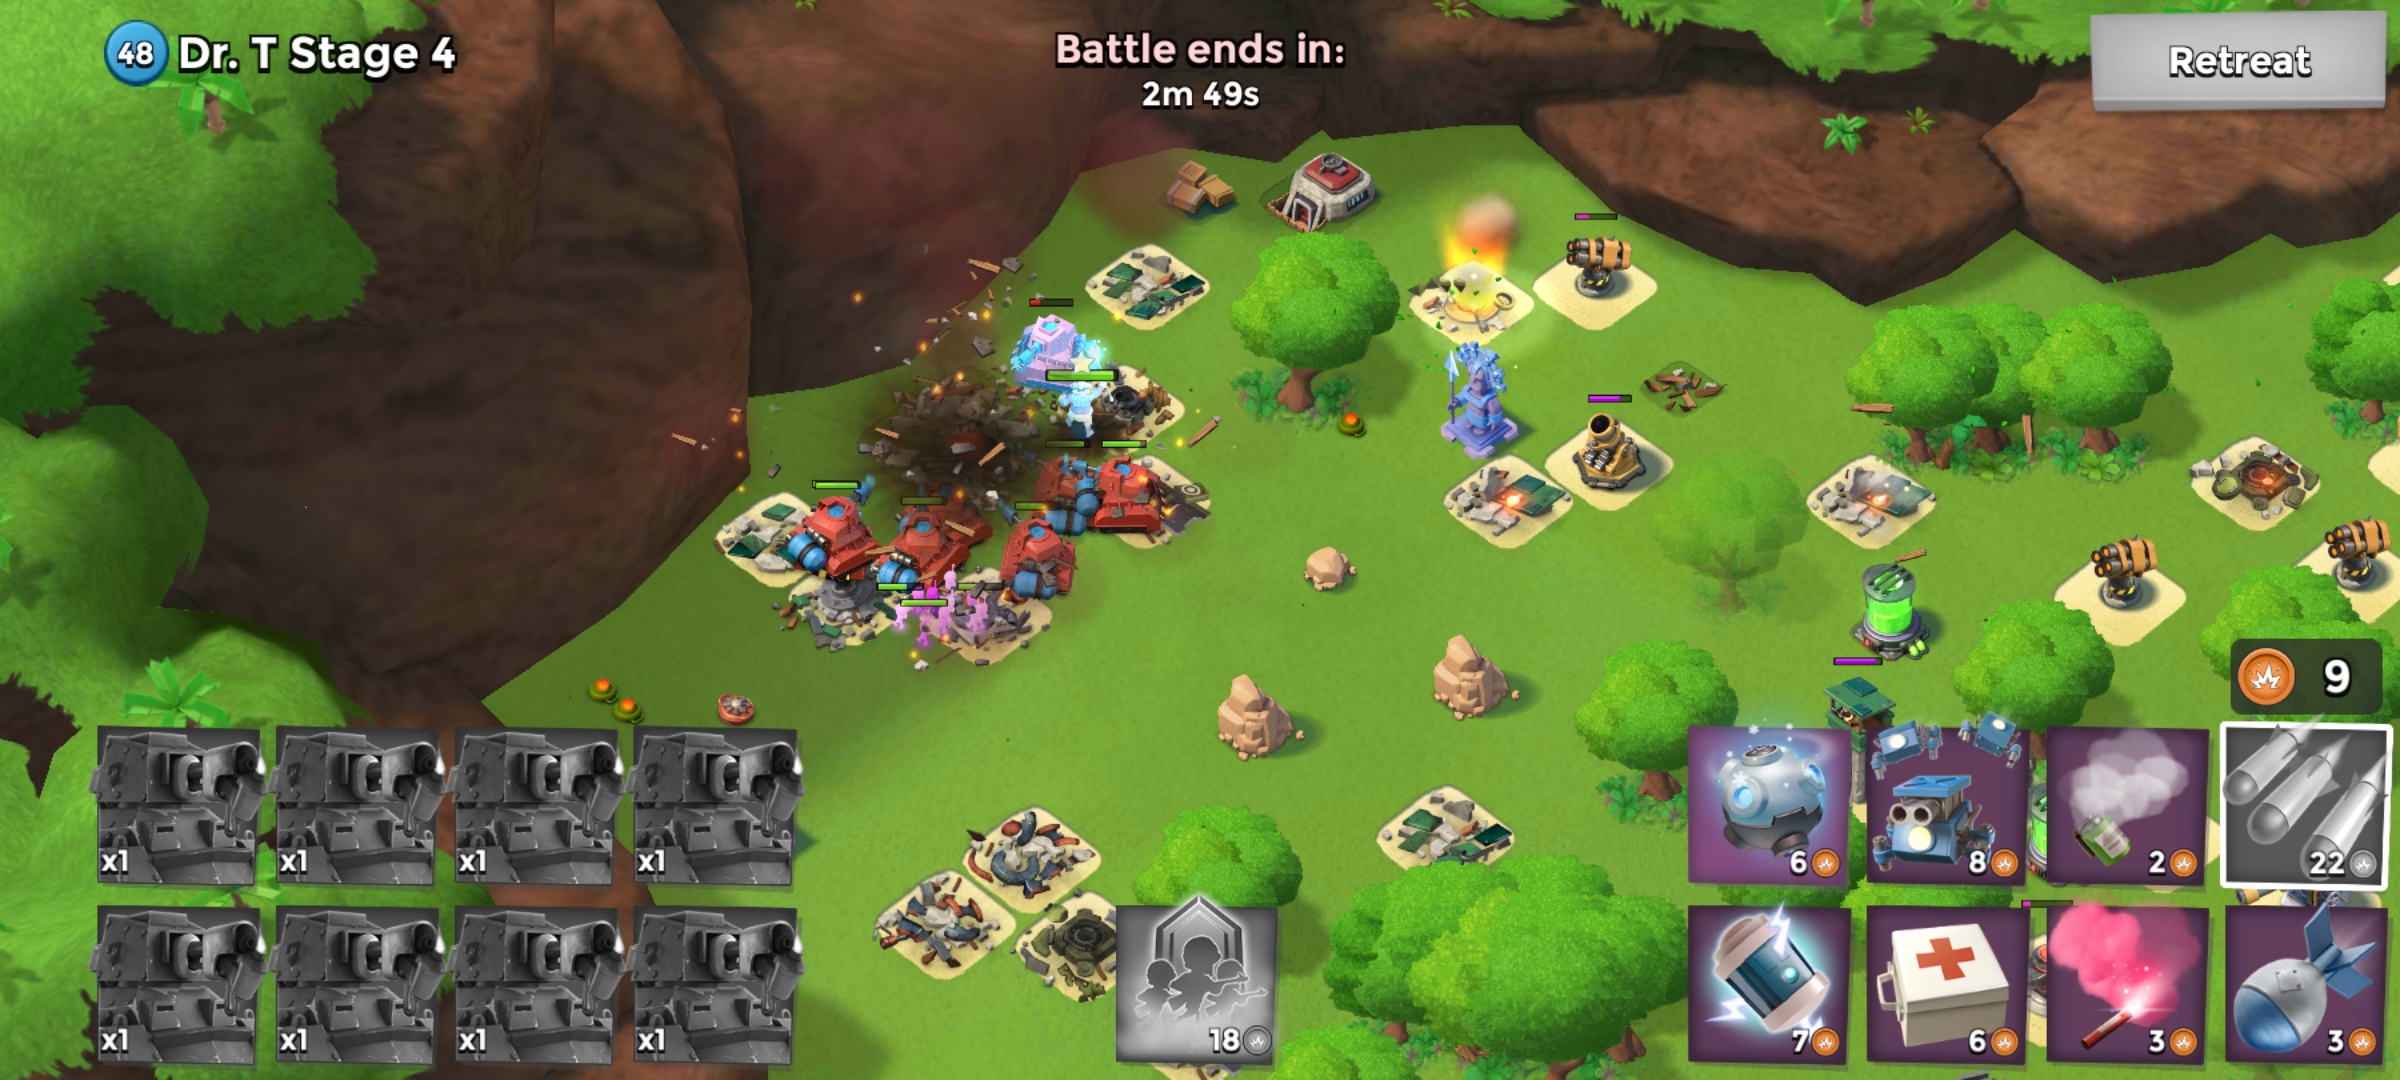 48 Dr. T Stage 4
Battle ends in:
2m 49s
Retreat
9
x1 x1 x1 x1
6 8 2 22
x1 x1 x1 x1
18
7 6 3 3